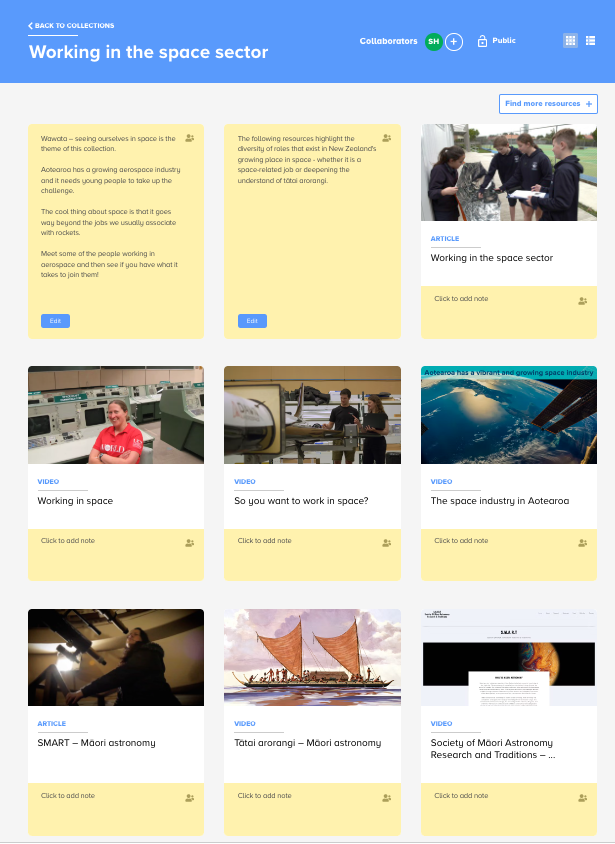 BACK TO COLLECTIONS
Working in the space sector
Collaborators
SH
+
Public
Find more resources +
Wawata – seeing ourselves in space is the
theme of this collection.
Aotearoa has a growing aerospace industry
and it needs young people to take up the
challenge.
The cool thing about space is that it goes
way beyond the jobs we usually associate
with rockets.
Meet some of the people working in
aerospace and then see if you have what it
takes to join them!
Edit
The following resources highlight the
diversity of roles that exist in New Zealand's
growing place in space - whether it is a
space-related job or deepening the
understand of tātai arorangi.
Edit
ARTICLE
Working in the space sector
Click to add note
VIDEO
Working in space
Click to add note
VIDEO
So you want to work in space?
Click to add note
Aotearoa has a vibrant and growing space industry
VIDEO
The space industry in Aotearoa
Click to add note
ARTICLE
SMART – Māori astronomy
Click to add note
VIDEO
Tātai arorangi – Māori astronomy
Click to add note
VIDEO
Society of Māori Astronomy
Research and Traditions – ...
Click to add note